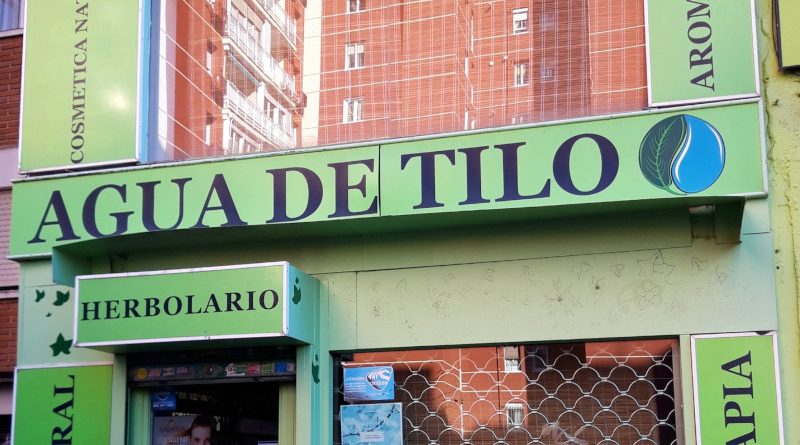 COSMETICA NAT
AROM
AGUA DE TILO
HERBOLARIO
RAL
APIA